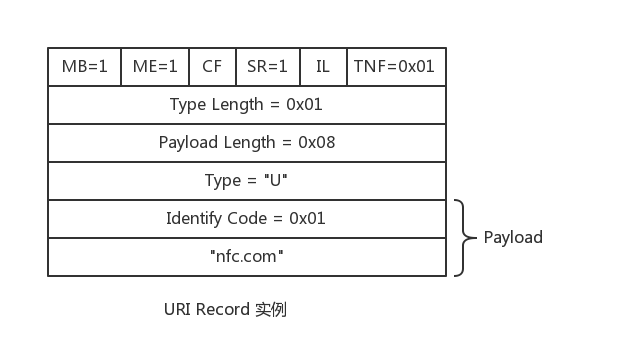 MB=1 ME=1 CF SR=1 IL TNF=0x01
Type Length = 0x01
Payload Length = 0x08
Type = "U"
Identify Code = 0x01
Payload
"nfc.com"
URI Record 实例